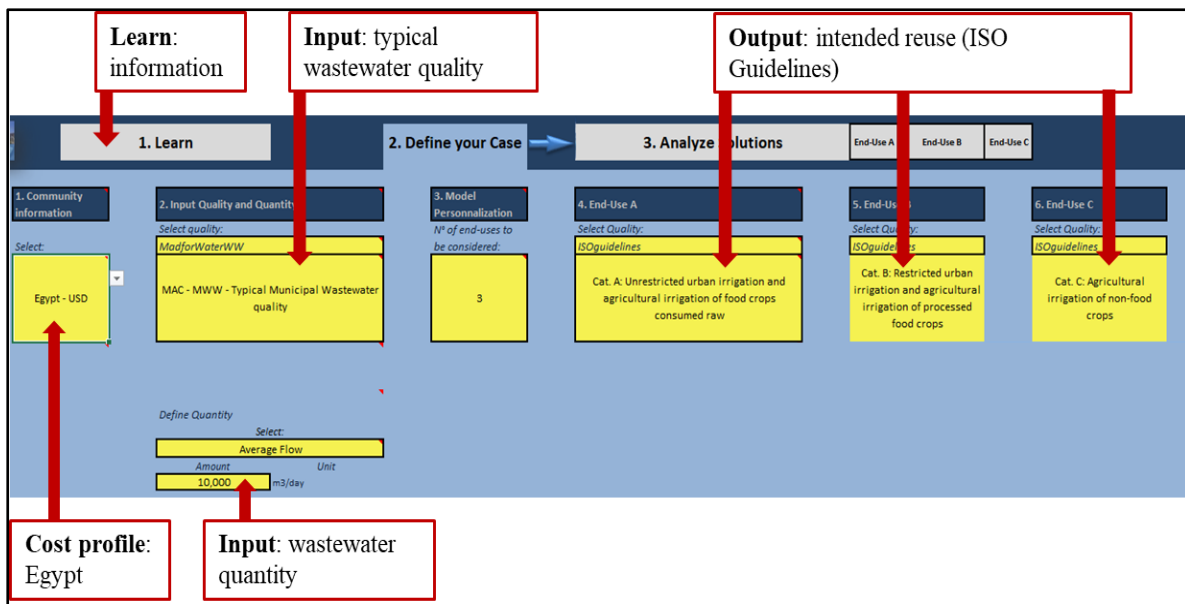 Learn:
information
Input: typical
wastewater quality
Output: intended reuse (ISO
Guidelines)
1. Learn
2. Define your Case
3. Analyze Solutions
End-Use A
End-Use B
End-Use C
1. Community
information
2. Input Quality and Quantity
3. Model
Personnalization
4. End-Use A
5. End-Use B
6. End-Use C
Select quality:
N° of end-uses to
be considered:
Select Quality:
Select Quality:
Select Quality:
Select:
MadforWaterWW
ISOguidelines
ISOguidelines
ISOguidelines
Egypt - USD
MAC - MWW - Typical Municipal Wastewater
quality
3
Cat. A: Unrestricted urban irrigation and
agricultural irrigation of food crops
consumed raw
Cat. B: Restricted urban
irrigation and agricultural
irrigation of processed
food crops
Cat. C: Agricultural
irrigation of non-food
crops
Define Quantity
Select:
Average Flow
Amount
Unit
10,000
m3/day
Cost profile:
Egypt
Input: wastewater
quantity